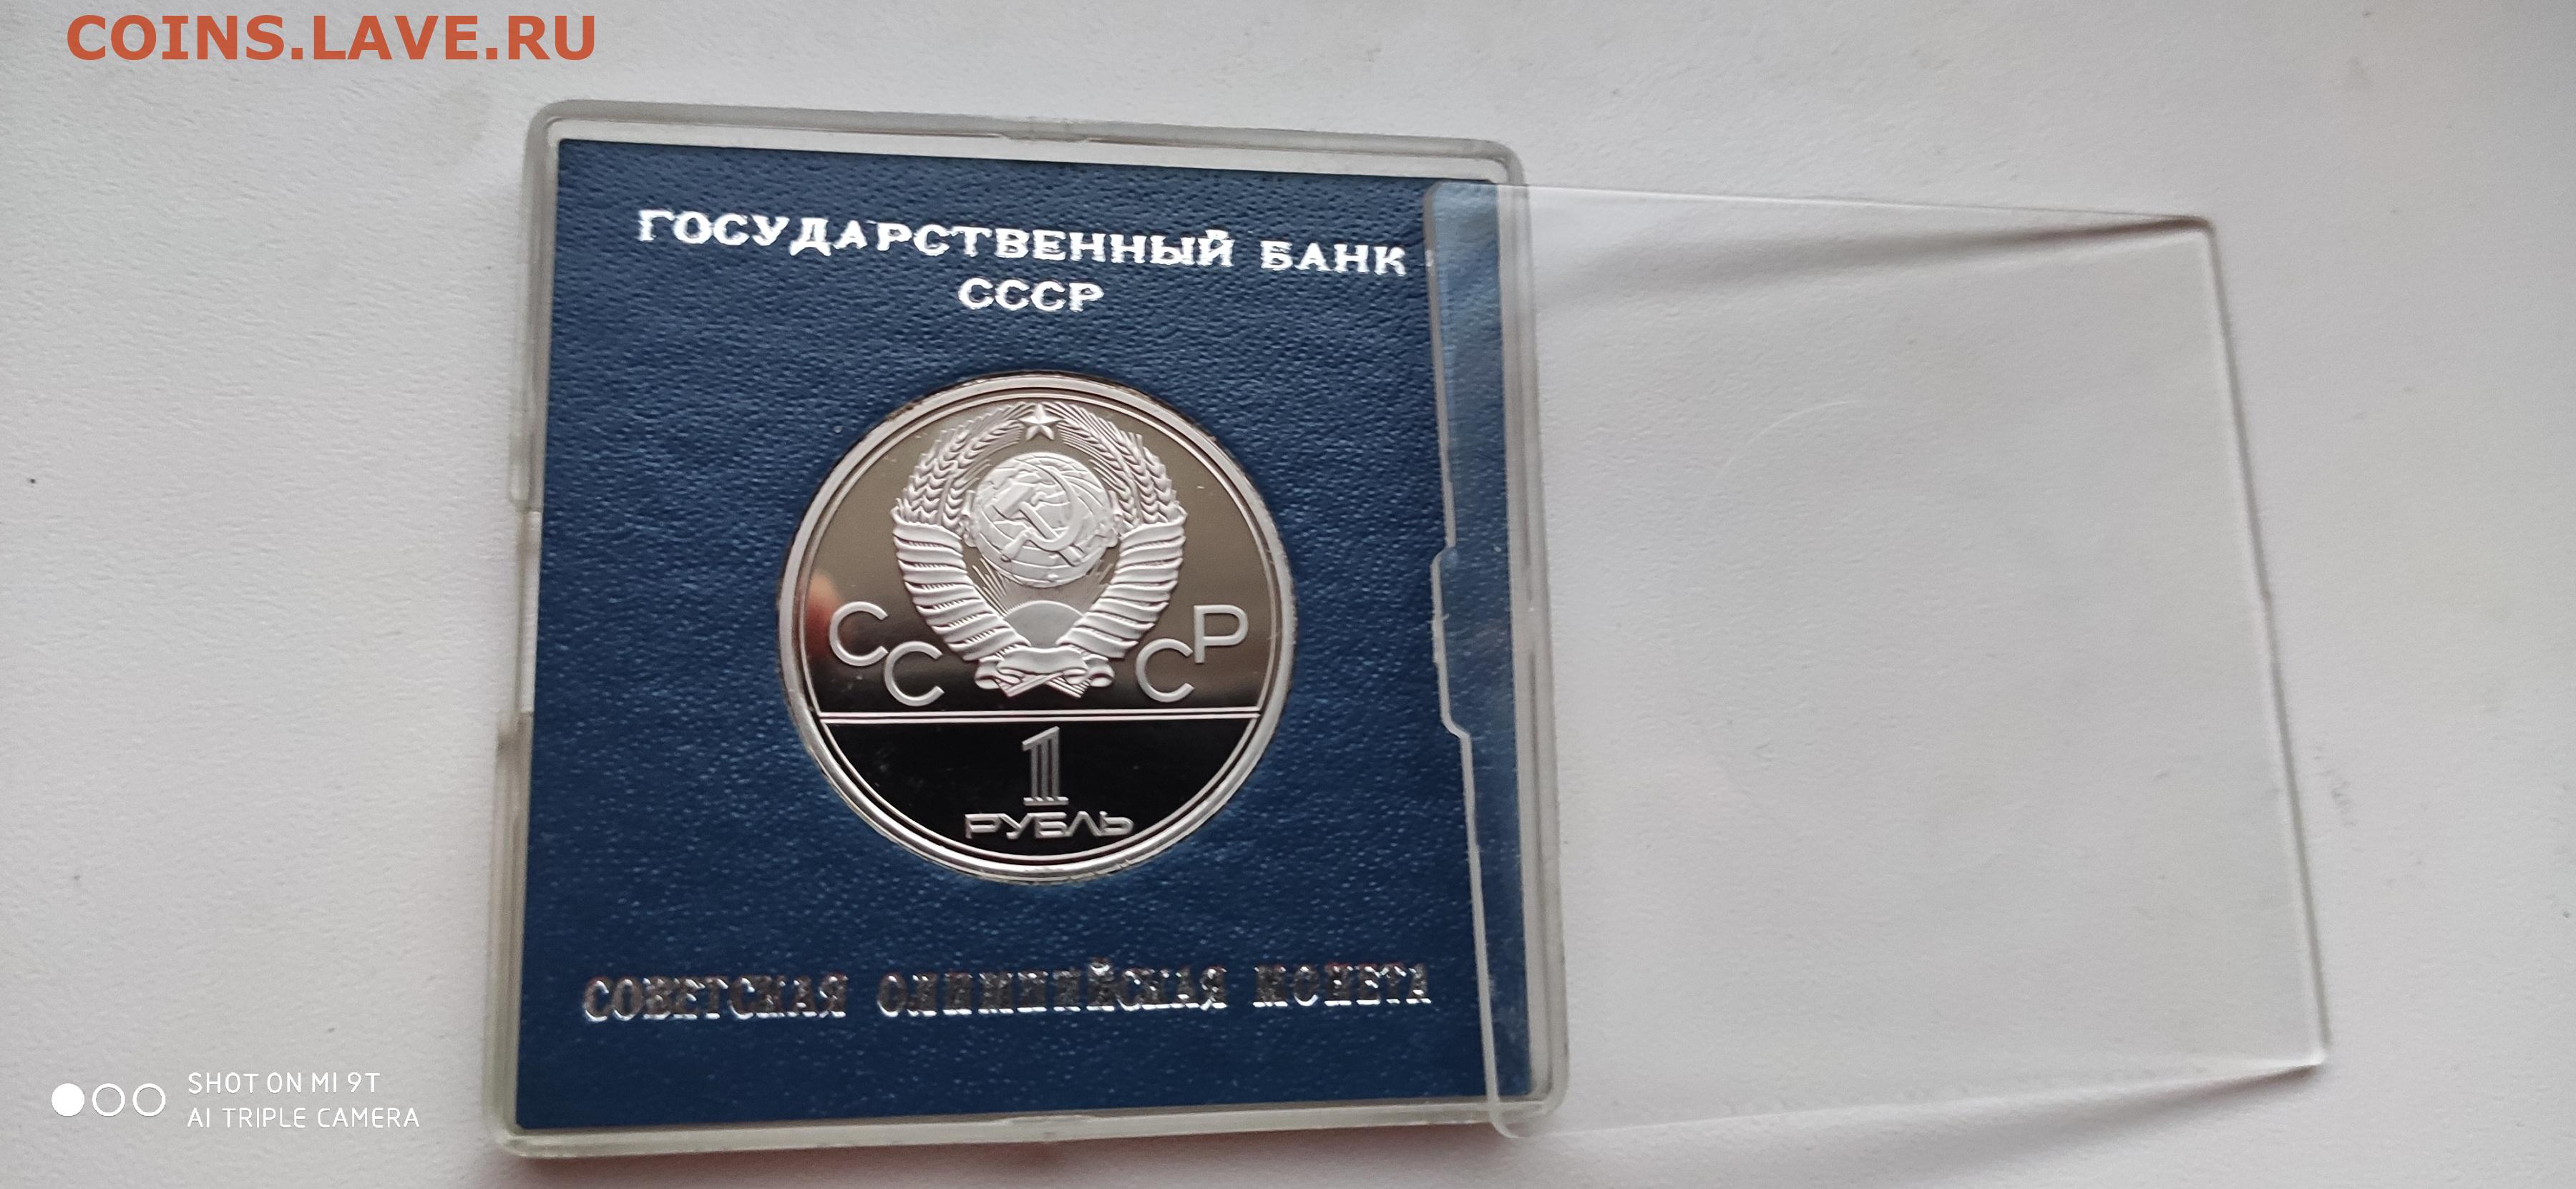 COINS.LAVE.RU
ГОСУДАРСТВЕННЫЙ БАНК
СССР
СССР
1
РУБЛЬ
СОВЕТСКАЯ ОЛИМПИЙСКАЯ МОНЕТА
SHOT ON MI 9T
AI TRIPLE CAMERA